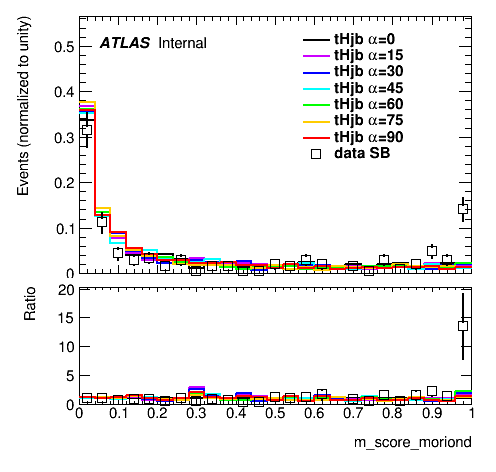 ATLAS Internal
tHjb α=0
tHjb α=15
tHjb α=30
tHjb α=45
tHjb α=60
tHjb α=75
tHjb α=90
data SB
Events (normalized to unity)
0.5
0.4
0.3
0.2
0.1
0
Ratio
20
15
10
5
0
0 0.1 0.2 0.3 0.4 0.5 0.6 0.7 0.8 0.9 1
m_score_moriond